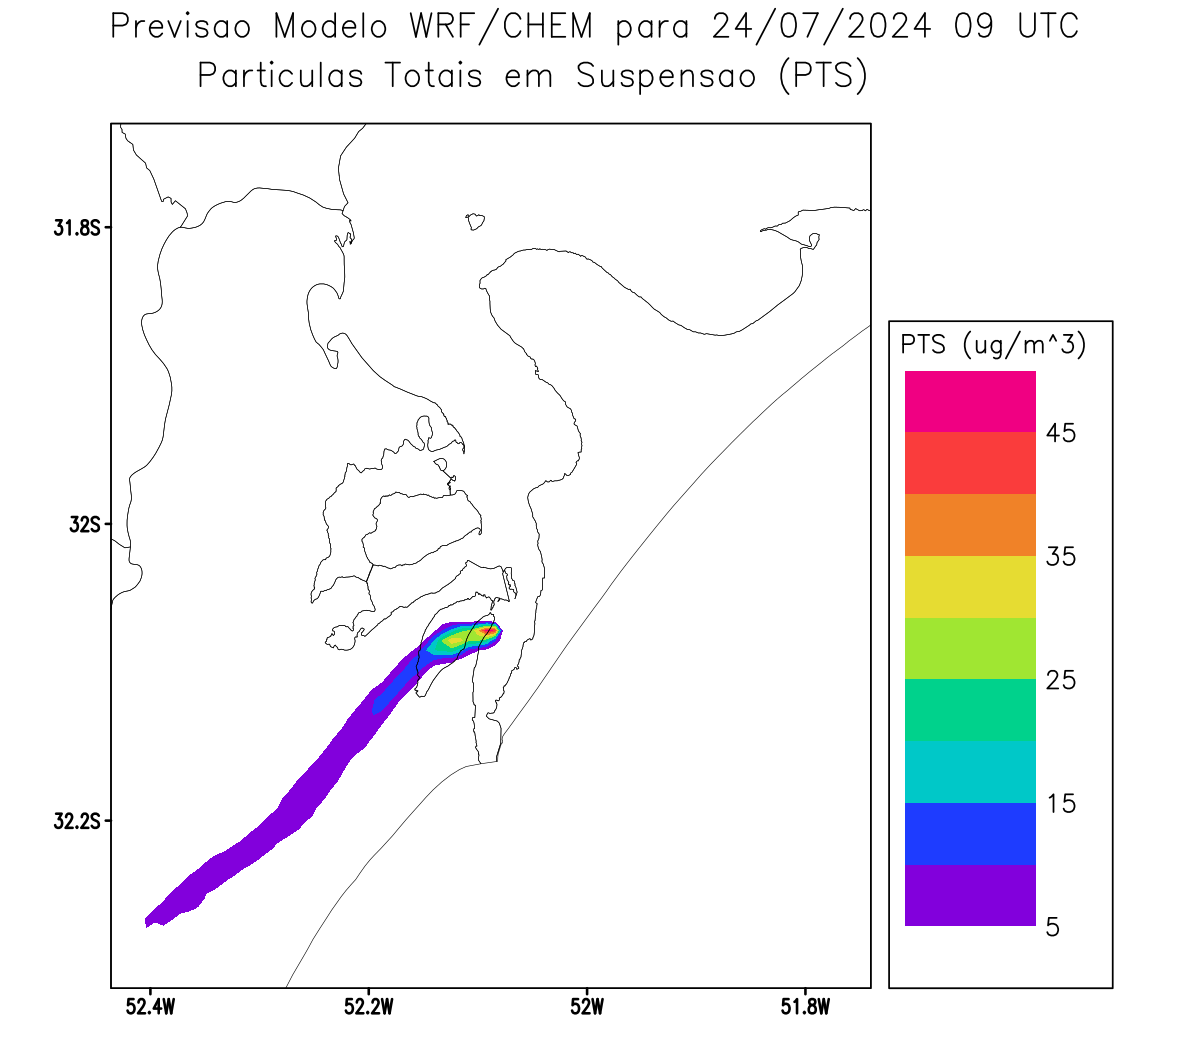 Previsao Modelo WRF/CHEM para 24/07/2024 09 UTC
Particulas Totais em Suspensao (PTS)
31.8S
32S
32.2S
52.4W
52.2W
52W
51.8W
PTS (ug/m^3)
45
35
25
15
5